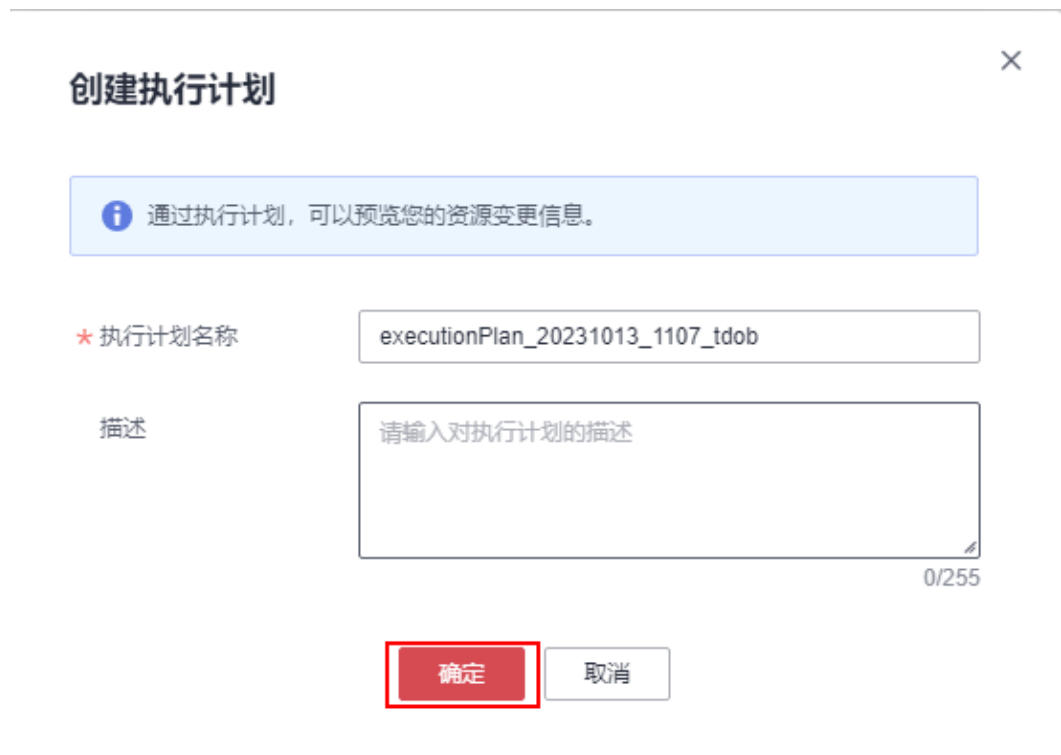 创建执行计划
通过执行计划，可以预览您的资源变更信息。
* 执行计划名称 executionPlan_20231013_1107_tdob
描述 请输入对执行计划的描述
0/255
确定 取消